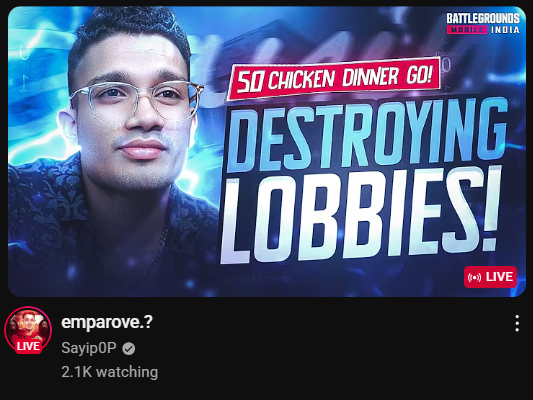 BATTLEGROUNDS
MOBILE INDIA
50 CHICKEN DINNER GO!
DESTROYING
LOBBIES!
LIVE
emparove.?
LIVE
Sayip0P
2.1K watching